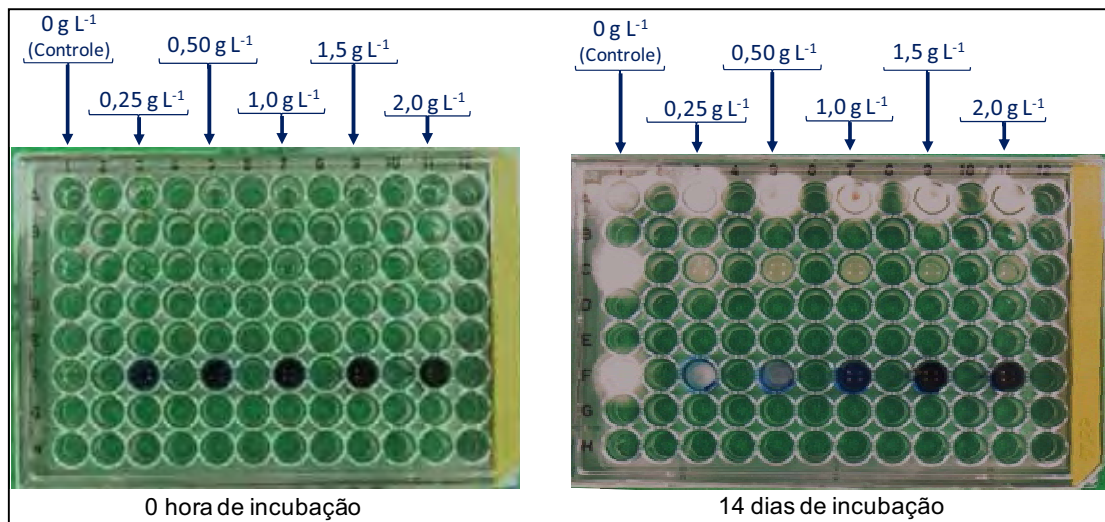 0 g L-1
(Controle)
0,50 g L-1
1,5 g L-1
0,25 g L-1
1,0 g L-1
2,0 g L-1
0 hora de incubação
0 g L-1
(Controle)
0,50 g L-1
1,5 g L-1
0,25 g L-1
1,0 g L-1
2,0 g L-1
C
D
E
F
G
H
14 dias de incubação